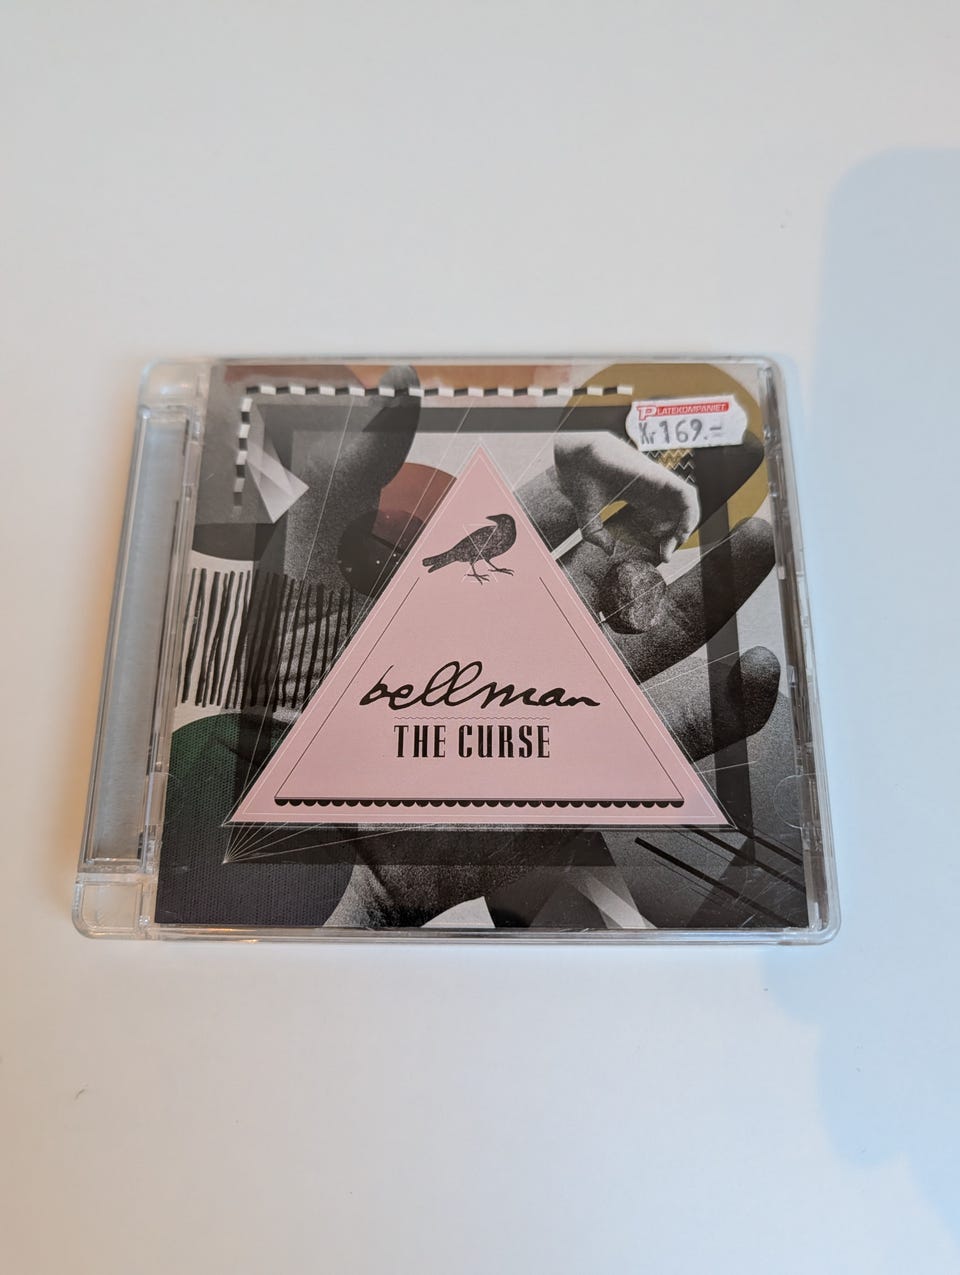 PLATEKOMPANIET
Kr 169.-
bellman
THE CURSE